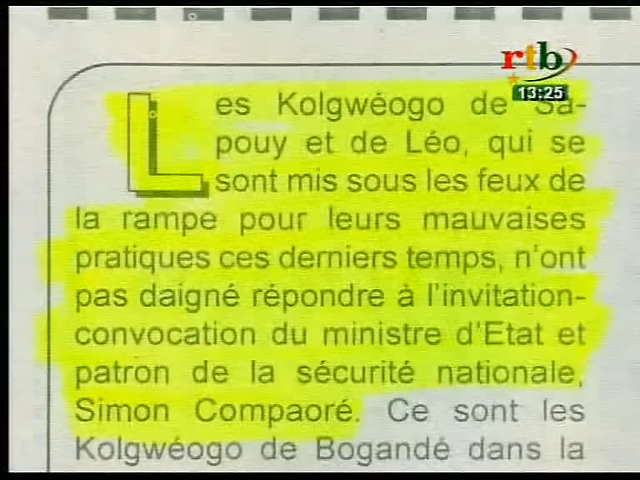 rtb
13:25
Les Kolgwéogo de Sa-
pouy et de Léo, qui se
sont mis sous les feux de
la rampe pour leurs mauvaises
pratiques ces derniers temps, n'ont
pas daigné répondre à l'invitation-
convocation du ministre d'Etat et
patron de la sécurité nationale,
Simon Compaoré. Ce sont les
Kolgwéogo de Bogandé dans la